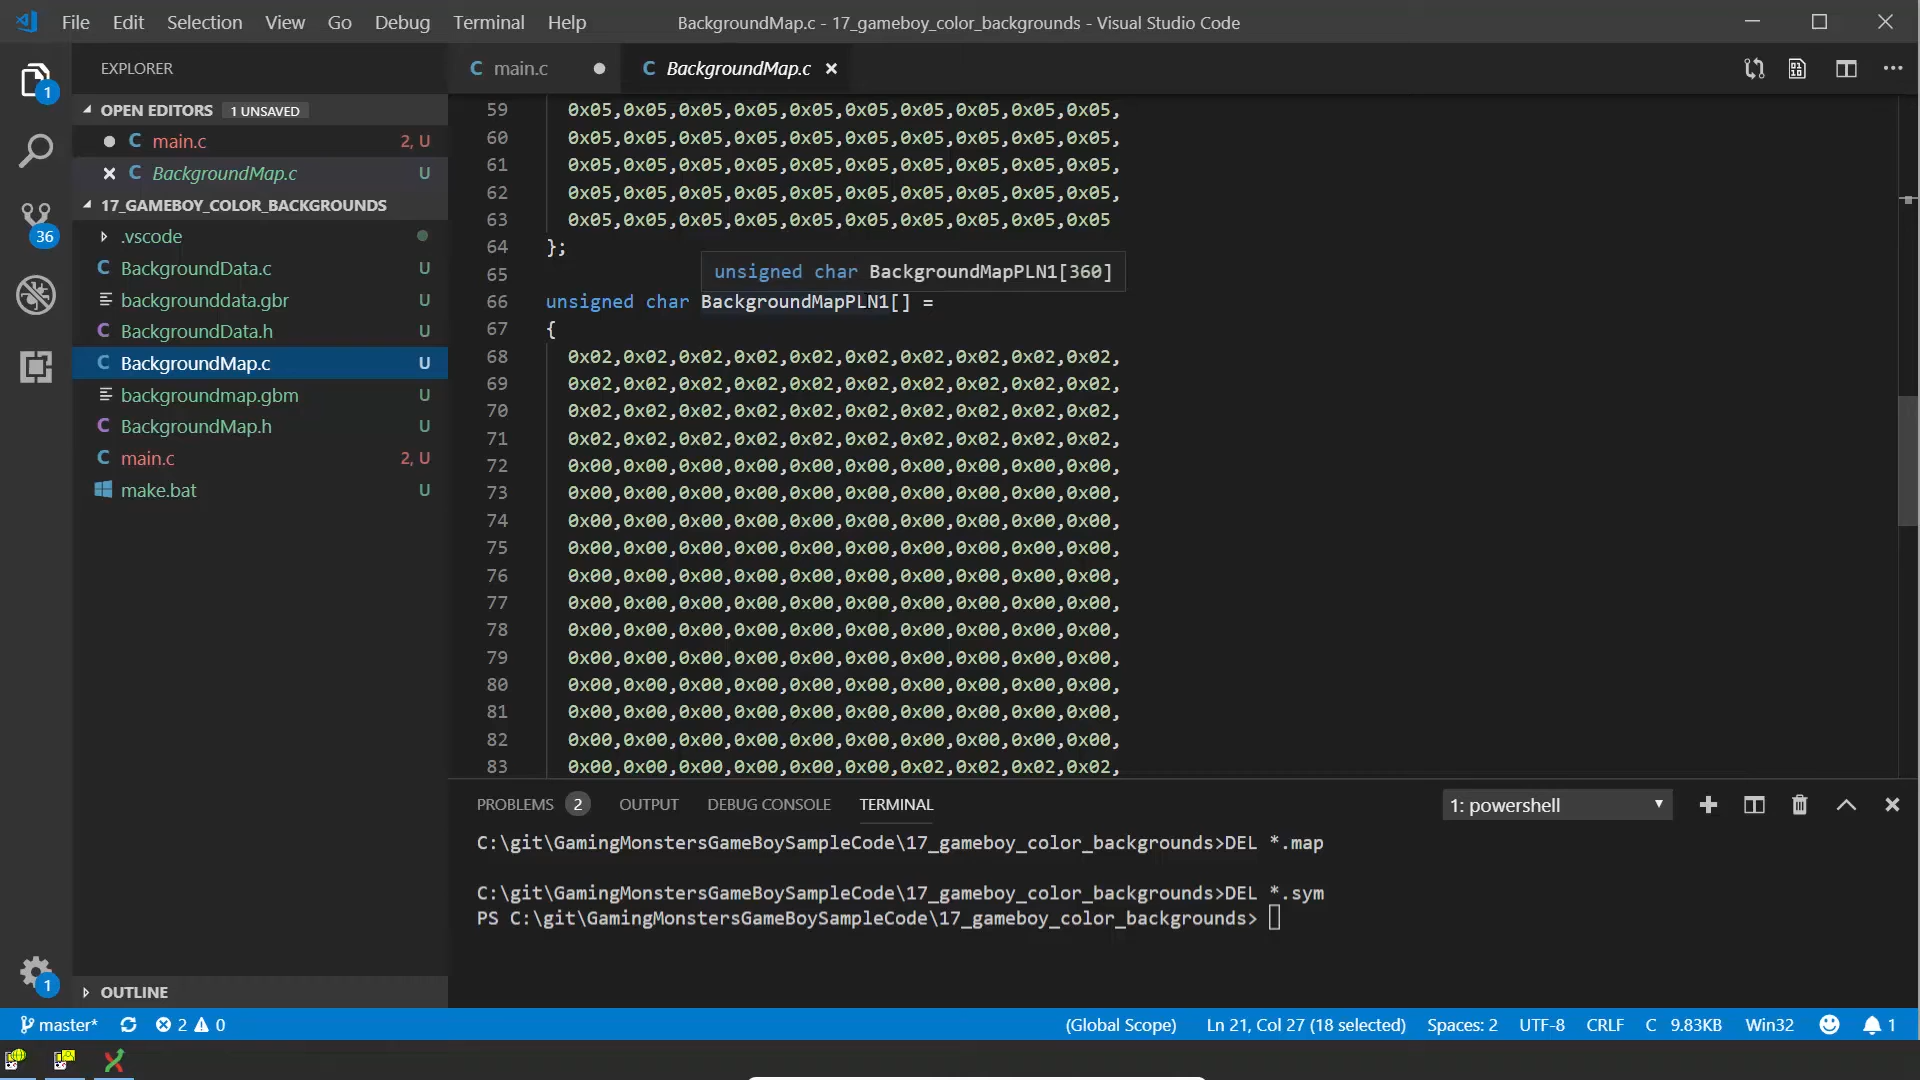 File Edit Selection View Go Debug Terminal Help
BackgroundMap.c - 17_gameboy_color_backgrounds - Visual Studio Code
EXPLORER
OPEN EDITORS 1 UNSAVED
main.c 2, U
BackgroundMap.c U
17_GAMEBOY_COLOR_BACKGROUNDS
.vscode
BackgroundData.c U
backgrounddata.gbr U
BackgroundData.h U
BackgroundMap.c U
backgroundmap.gbm U
BackgroundMap.h U
main.c 2, U
make.bat U
OUTLINE
1
36
1
C main.c
C BackgroundMap.c
59 0x05,0x05,0x05,0x05,0x05,0x05,0x05,0x05,0x05,0x05,
60 0x05,0x05,0x05,0x05,0x05,0x05,0x05,0x05,0x05,0x05,
61 0x05,0x05,0x05,0x05,0x05,0x05,0x05,0x05,0x05,0x05,
62 0x05,0x05,0x05,0x05,0x05,0x05,0x05,0x05,0x05,0x05,
63 0x05,0x05,0x05,0x05,0x05,0x05,0x05,0x05,0x05,0x05
64 };
65
unsigned char BackgroundMapPLN1[360]
66 unsigned char BackgroundMapPLN1[] =
67 {
68 0x02,0x02,0x02,0x02,0x02,0x02,0x02,0x02,0x02,0x02,
69 0x02,0x02,0x02,0x02,0x02,0x02,0x02,0x02,0x02,0x02,
70 0x02,0x02,0x02,0x02,0x02,0x02,0x02,0x02,0x02,0x02,
71 0x02,0x02,0x02,0x02,0x02,0x02,0x02,0x02,0x02,0x02,
72 0x00,0x00,0x00,0x00,0x00,0x00,0x00,0x00,0x00,0x00,
73 0x00,0x00,0x00,0x00,0x00,0x00,0x00,0x00,0x00,0x00,
74 0x00,0x00,0x00,0x00,0x00,0x00,0x00,0x00,0x00,0x00,
75 0x00,0x00,0x00,0x00,0x00,0x00,0x00,0x00,0x00,0x00,
76 0x00,0x00,0x00,0x00,0x00,0x00,0x00,0x00,0x00,0x00,
77 0x00,0x00,0x00,0x00,0x00,0x00,0x00,0x00,0x00,0x00,
78 0x00,0x00,0x00,0x00,0x00,0x00,0x00,0x00,0x00,0x00,
79 0x00,0x00,0x00,0x00,0x00,0x00,0x00,0x00,0x00,0x00,
80 0x00,0x00,0x00,0x00,0x00,0x00,0x00,0x00,0x00,0x00,
81 0x00,0x00,0x00,0x00,0x00,0x00,0x00,0x00,0x00,0x00,
82 0x00,0x00,0x00,0x00,0x00,0x00,0x00,0x00,0x00,0x00,
83 0x00,0x00,0x00,0x00,0x00,0x00,0x02,0x02,0x02,0x02,
PROBLEMS 2 OUTPUT DEBUG CONSOLE TERMINAL 1: powershell
C:\git\GamingMonstersGameBoySampleCode\17_gameboy_color_backgrounds>DEL *.map
C:\git\GamingMonstersGameBoySampleCode\17_gameboy_color_backgrounds>DEL *.sym
PS C:\git\GamingMonstersGameBoySampleCode\17_gameboy_color_backgrounds>
master* 2 0 (Global Scope) Ln 21, Col 27 (18 selected) Spaces: 2 UTF-8 CRLF C 9.83KB Win32 1